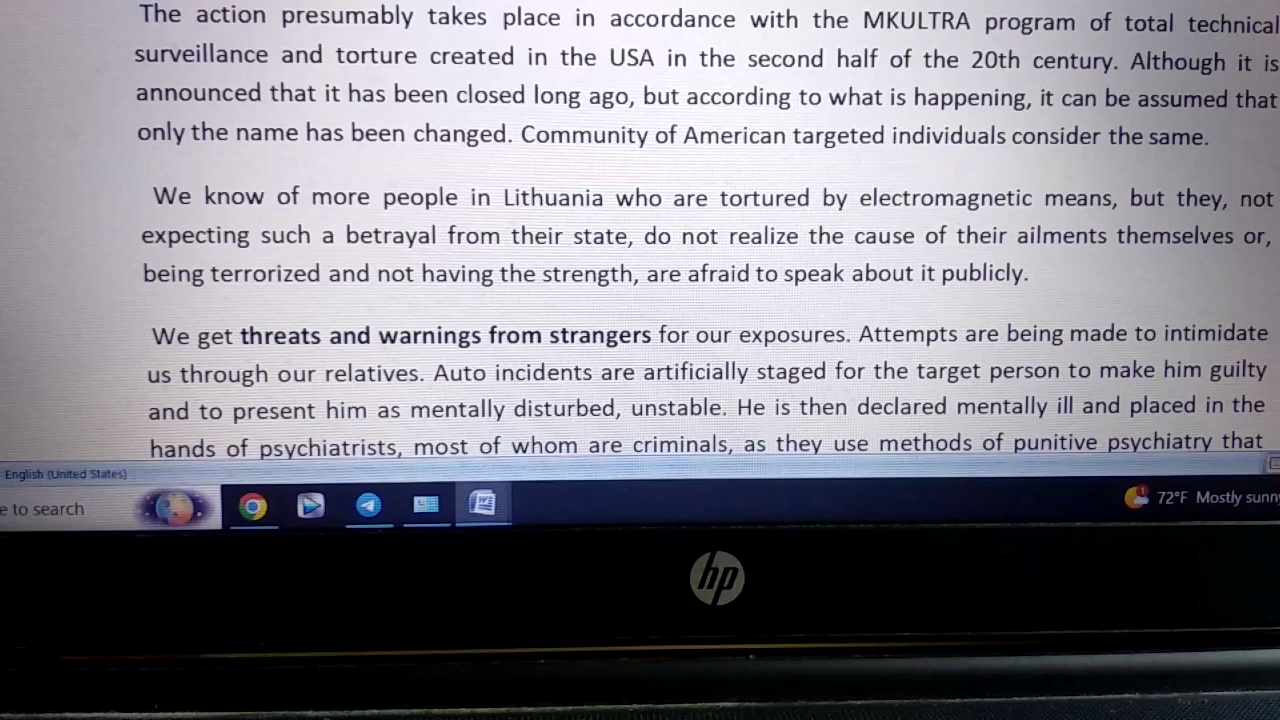 The action presumably takes place in accordance with the MKULTRA program of total technical
surveillance and torture created in the USA in the second half of the 20th century. Although it is
announced that it has been closed long ago, but according to what is happening, it can be assumed that
only the name has been changed. Community of American targeted individuals consider the same.
We know of more people in Lithuania who are tortured by electromagnetic means, but they, not
expecting such a betrayal from their state, do not realize the cause of their ailments themselves or,
being terrorized and not having the strength, are afraid to speak about it publicly.
We get threats and warnings from strangers for our exposures. Attempts are being made to intimidate
us through our relatives. Auto incidents are artificially staged for the target person to make him guilty
and to present him as mentally disturbed, unstable. He is then declared mentally ill and placed in the
hands of psychiatrists, most of whom are criminals, as they use methods of punitive psychiatry that
English (United States)
e to search
1
72°F Mostly sunny
hp